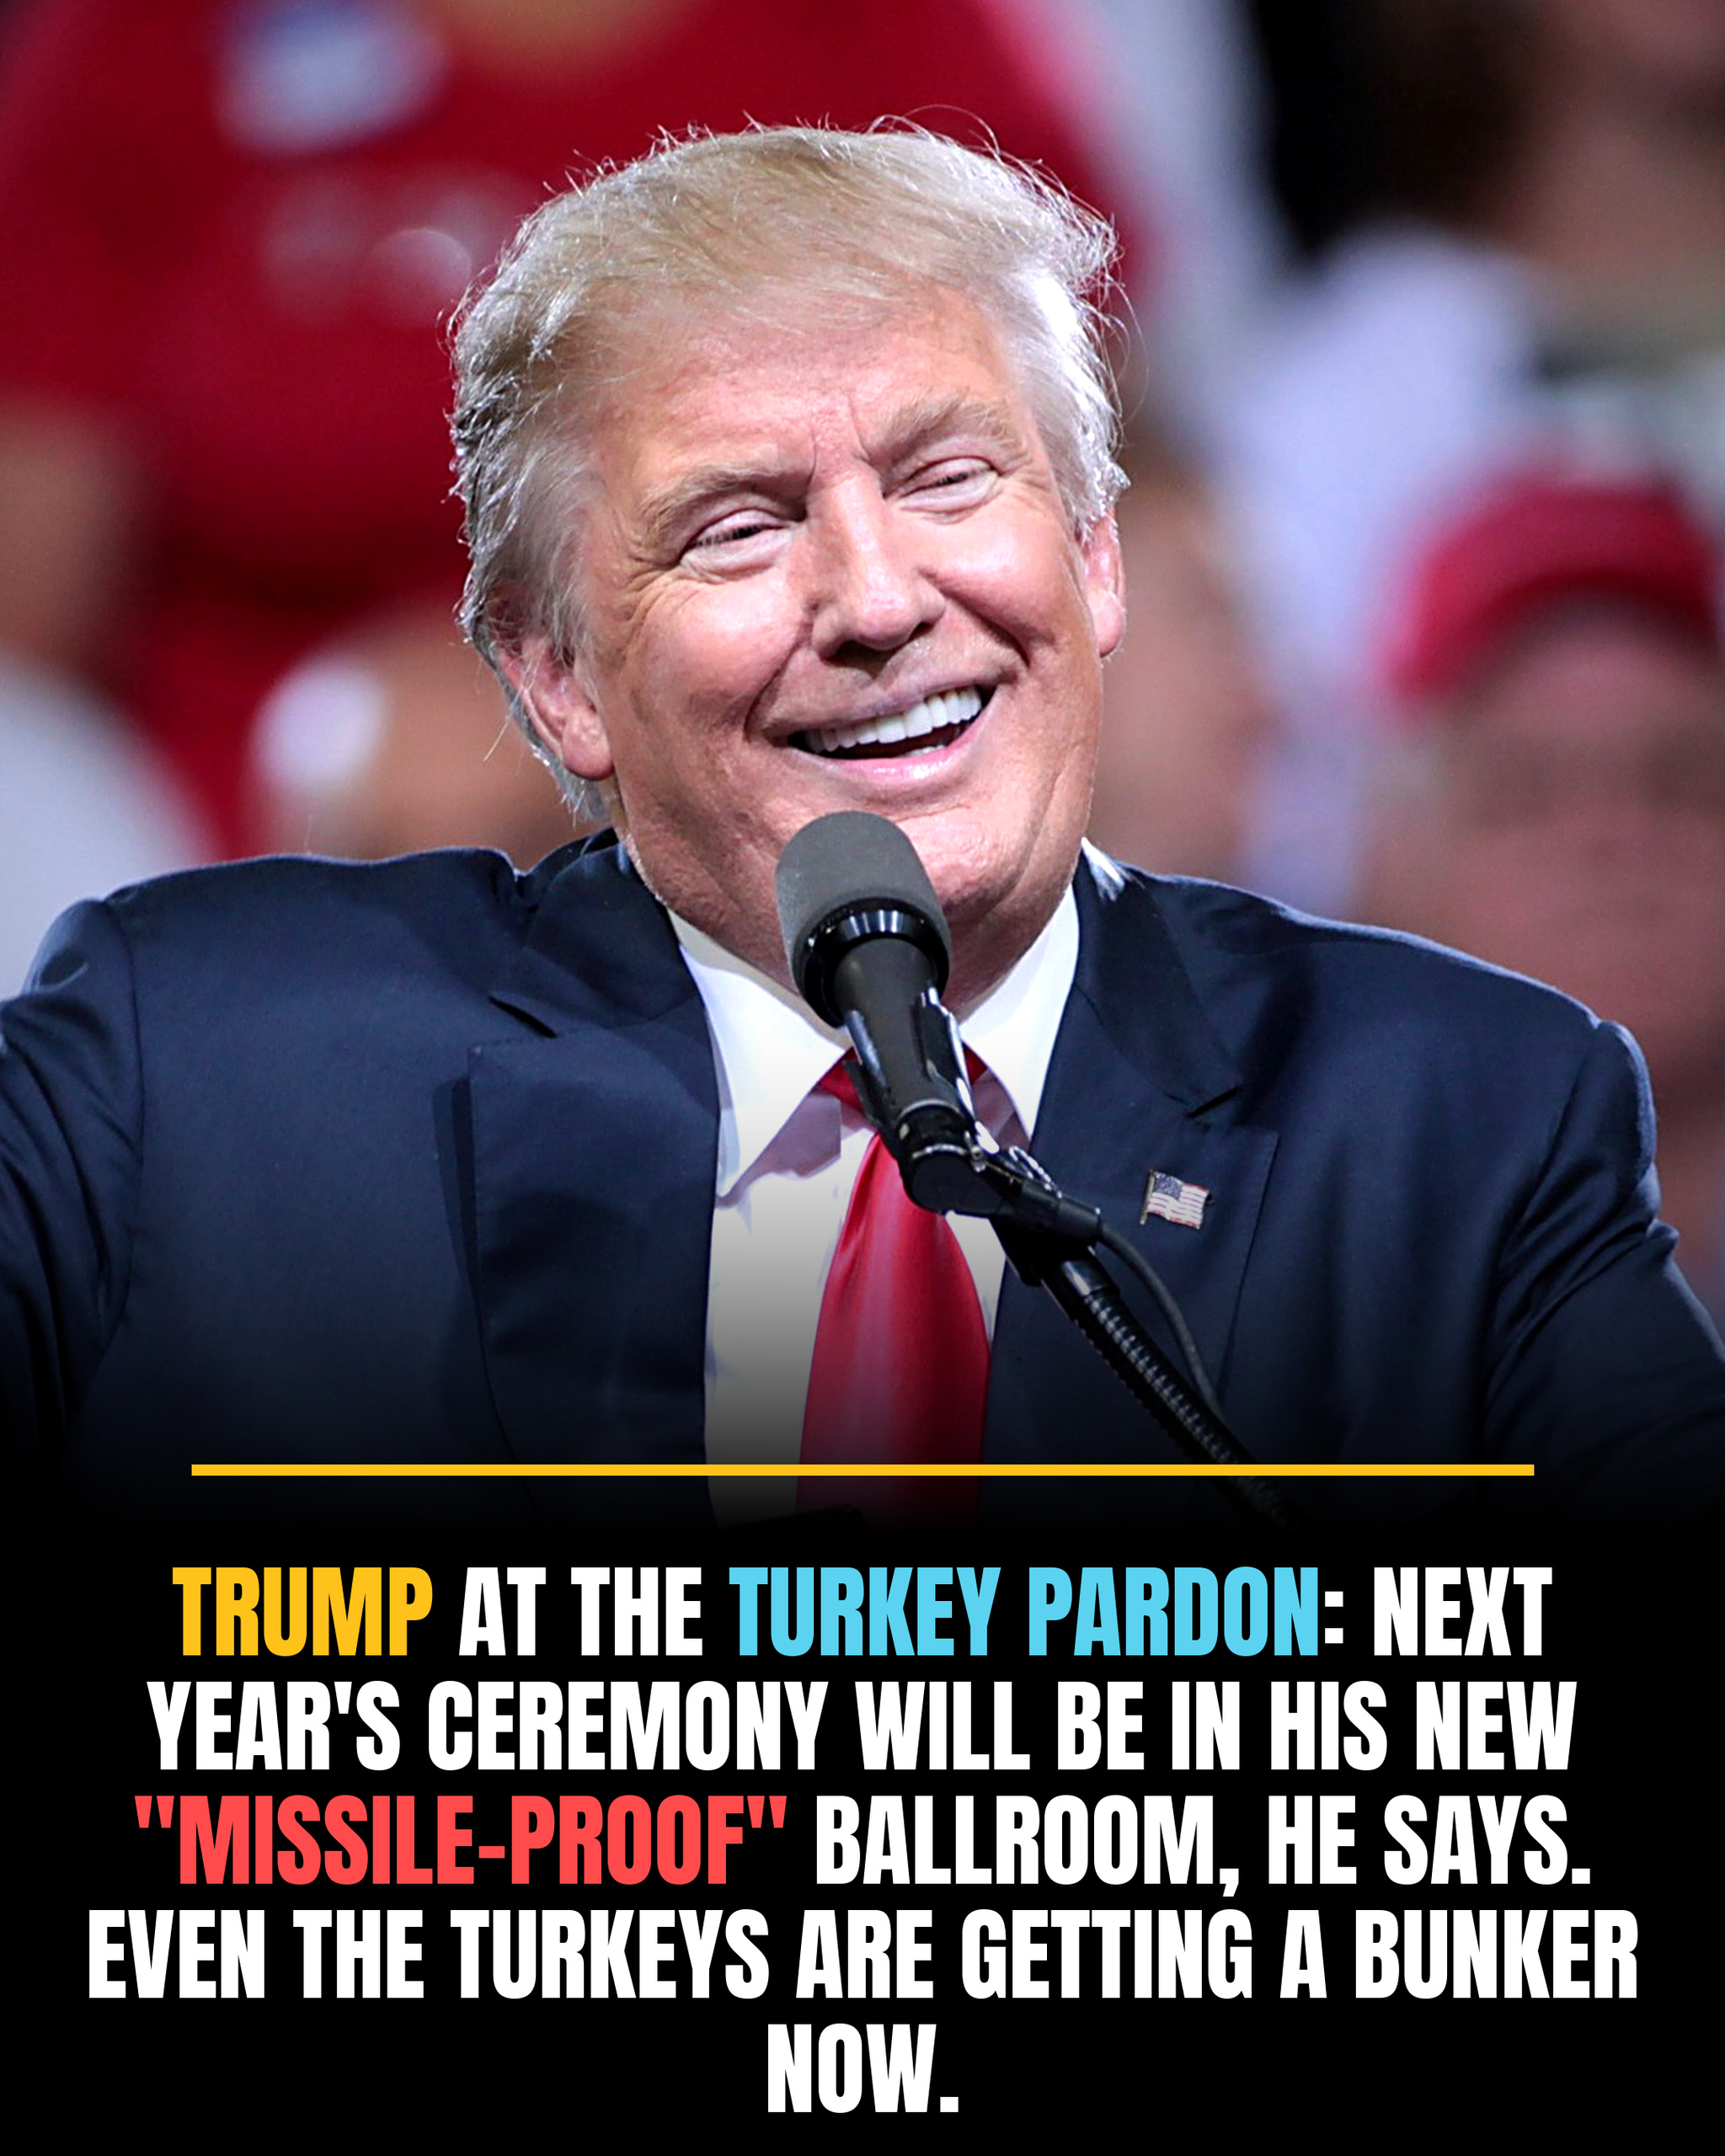 TRUMP AT THE TURKEY PARDON: NEXT
YEAR'S CEREMONY WILL BE IN HIS NEW
"MISSILE-PROOF" BALLROOM, HE SAYS.
EVEN THE TURKEYS ARE GETTING A BUNKER
NOW.